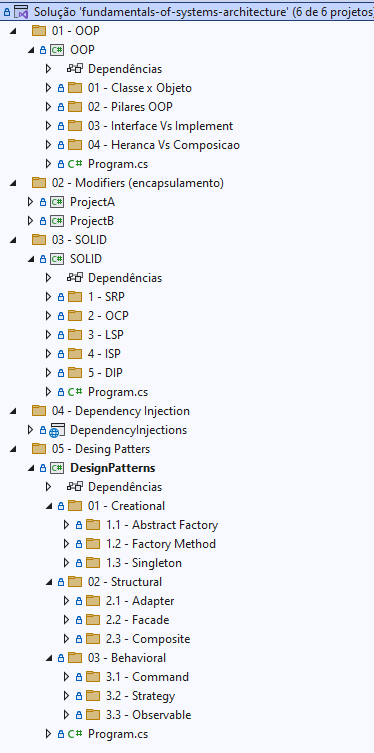 Solução 'fundamentals-of-systems-architecture' (6 de 6 projetos)
01 - OOP
C# OOP
Dependências
01 - Classe x Objeto
02 - Pilares OOP
03 - Interface Vs Implement
04 - Heranca Vs Composicao
C# Program.cs
02 - Modifiers (encapsulamento)
C# ProjectA
C# ProjectB
03 - SOLID
C# SOLID
Dependências
1 - SRP
2 - OCP
3 - LSP
4 - ISP
5 - DIP
C# Program.cs
04 - Dependency Injection
DependencyInjections
05 - Desing Patters
C# DesignPatterns
Dependências
01 - Creational
1.1 - Abstract Factory
1.2 - Factory Method
1.3 - Singleton
02 - Structural
2.1 - Adapter
2.2 - Facade
2.3 - Composite
03 - Behavioral
3.1 - Command
3.2 - Strategy
3.3 - Observable
C# Program.cs